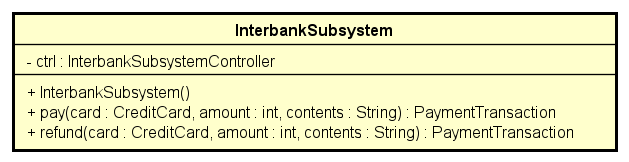 InterbankSubsystem
- ctrl : InterbankSubsystemController
+ InterbankSubsystem()
+ pay(card : CreditCard, amount : int, contents : String) : PaymentTransaction
+ refund(card : CreditCard, amount : int, contents : String) : PaymentTransaction